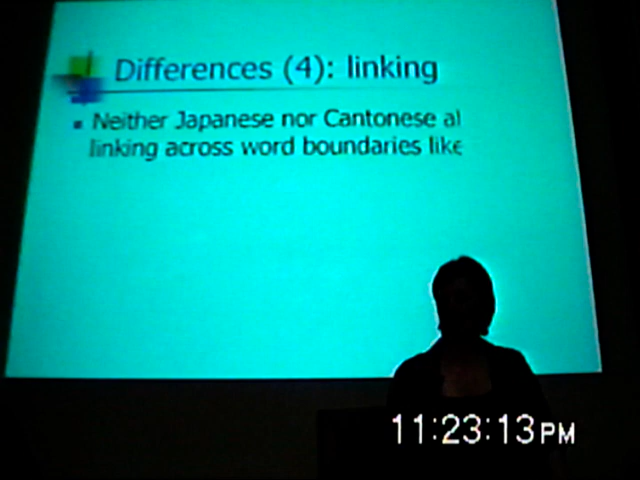 Differences (4): linking
Neither Japanese nor Cantonese al
linking across word boundaries like
11:23:13PM